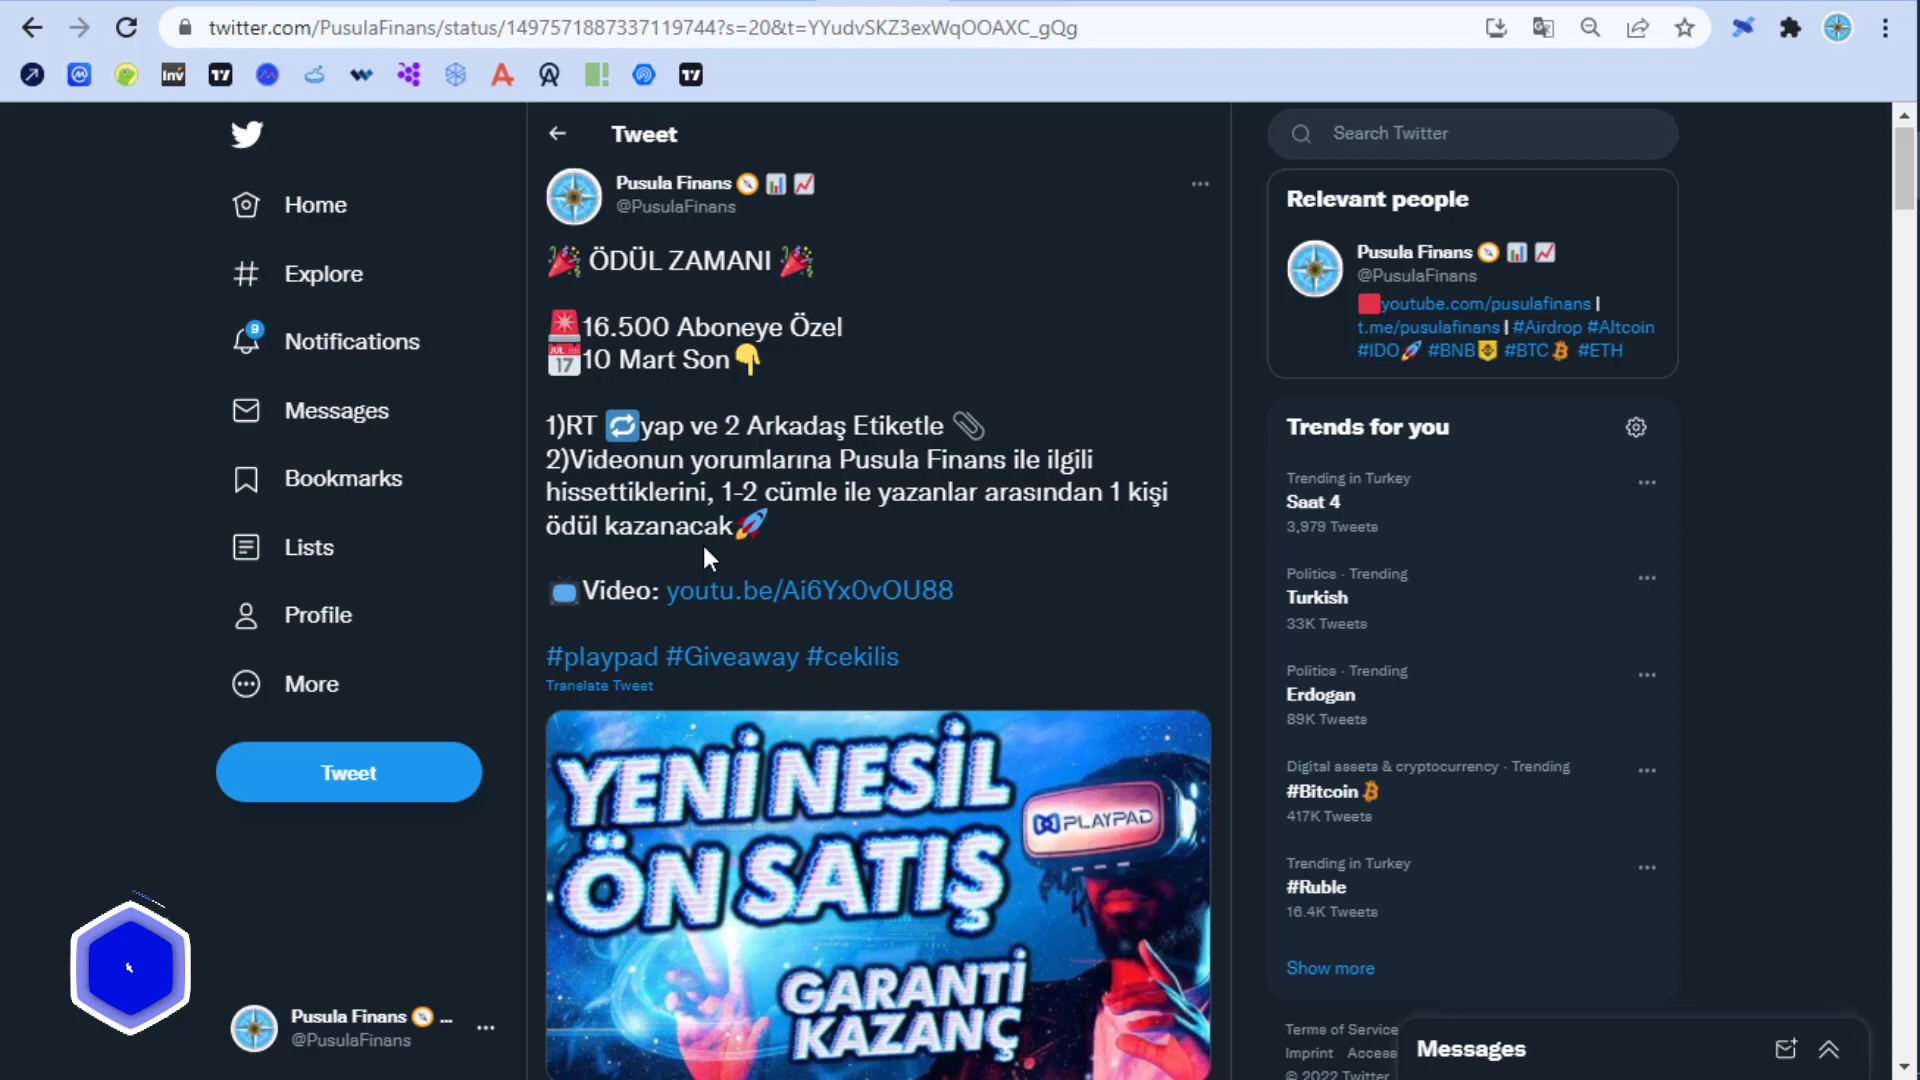 twitter.com/PusulaFinans/status/1497571887337119744?s=20&t=YYudvSKZ3exWqOOAXC_gQg
Inv
Home
Explore
9
Notifications
Messages
Bookmarks
Lists
Profile
More
Tweet
Pusula Finans ...
@PusulaFinans
Tweet
Pusula Finans
@PusulaFinans
ÖDÜL ZAMANI
16.500 Aboneye Özel
JUL 17 10 Mart Son
1)RT yap ve 2 Arkadaş Etiketle
2)Videonun yorumlarına Pusula Finans ile ilgili
hissettiklerini, 1-2 cümle ile yazanlar arasından 1 kişi
ödül kazanacak
Video: youtu.be/Ai6Yx0vOU88
#playpad #Giveaway #cekilis
Translate Tweet
YENİ NESİL
ÖN SATIŞ
PLAYPAD
GARANTİ
KAZANÇ
Search Twitter
Relevant people
Pusula Finans
@PusulaFinans
youtube.com/pusulafinans |
t.me/pusulafinans | #Airdrop #Altcoin
#IDO #BNB #BTC #ETH
Trends for you
Trending in Turkey
Saat 4
3,979 Tweets
Politics · Trending
Turkish
33K Tweets
Politics · Trending
Erdogan
89K Tweets
Digital assets & cryptocurrency · Trending
#Bitcoin
417K Tweets
Trending in Turkey
#Ruble
16.4K Tweets
Show more
Terms of Service
Imprint
© 2022 Twitter
Messages